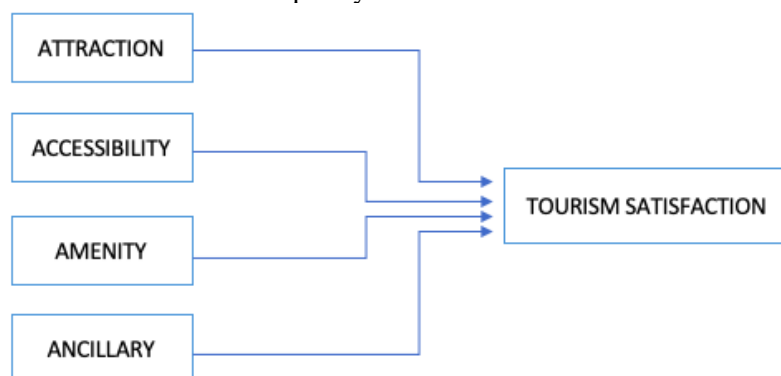 ATTRACTION
ACCESSIBILITY
TOURISM SATISFACTION
AMENITY
ANCILLARY